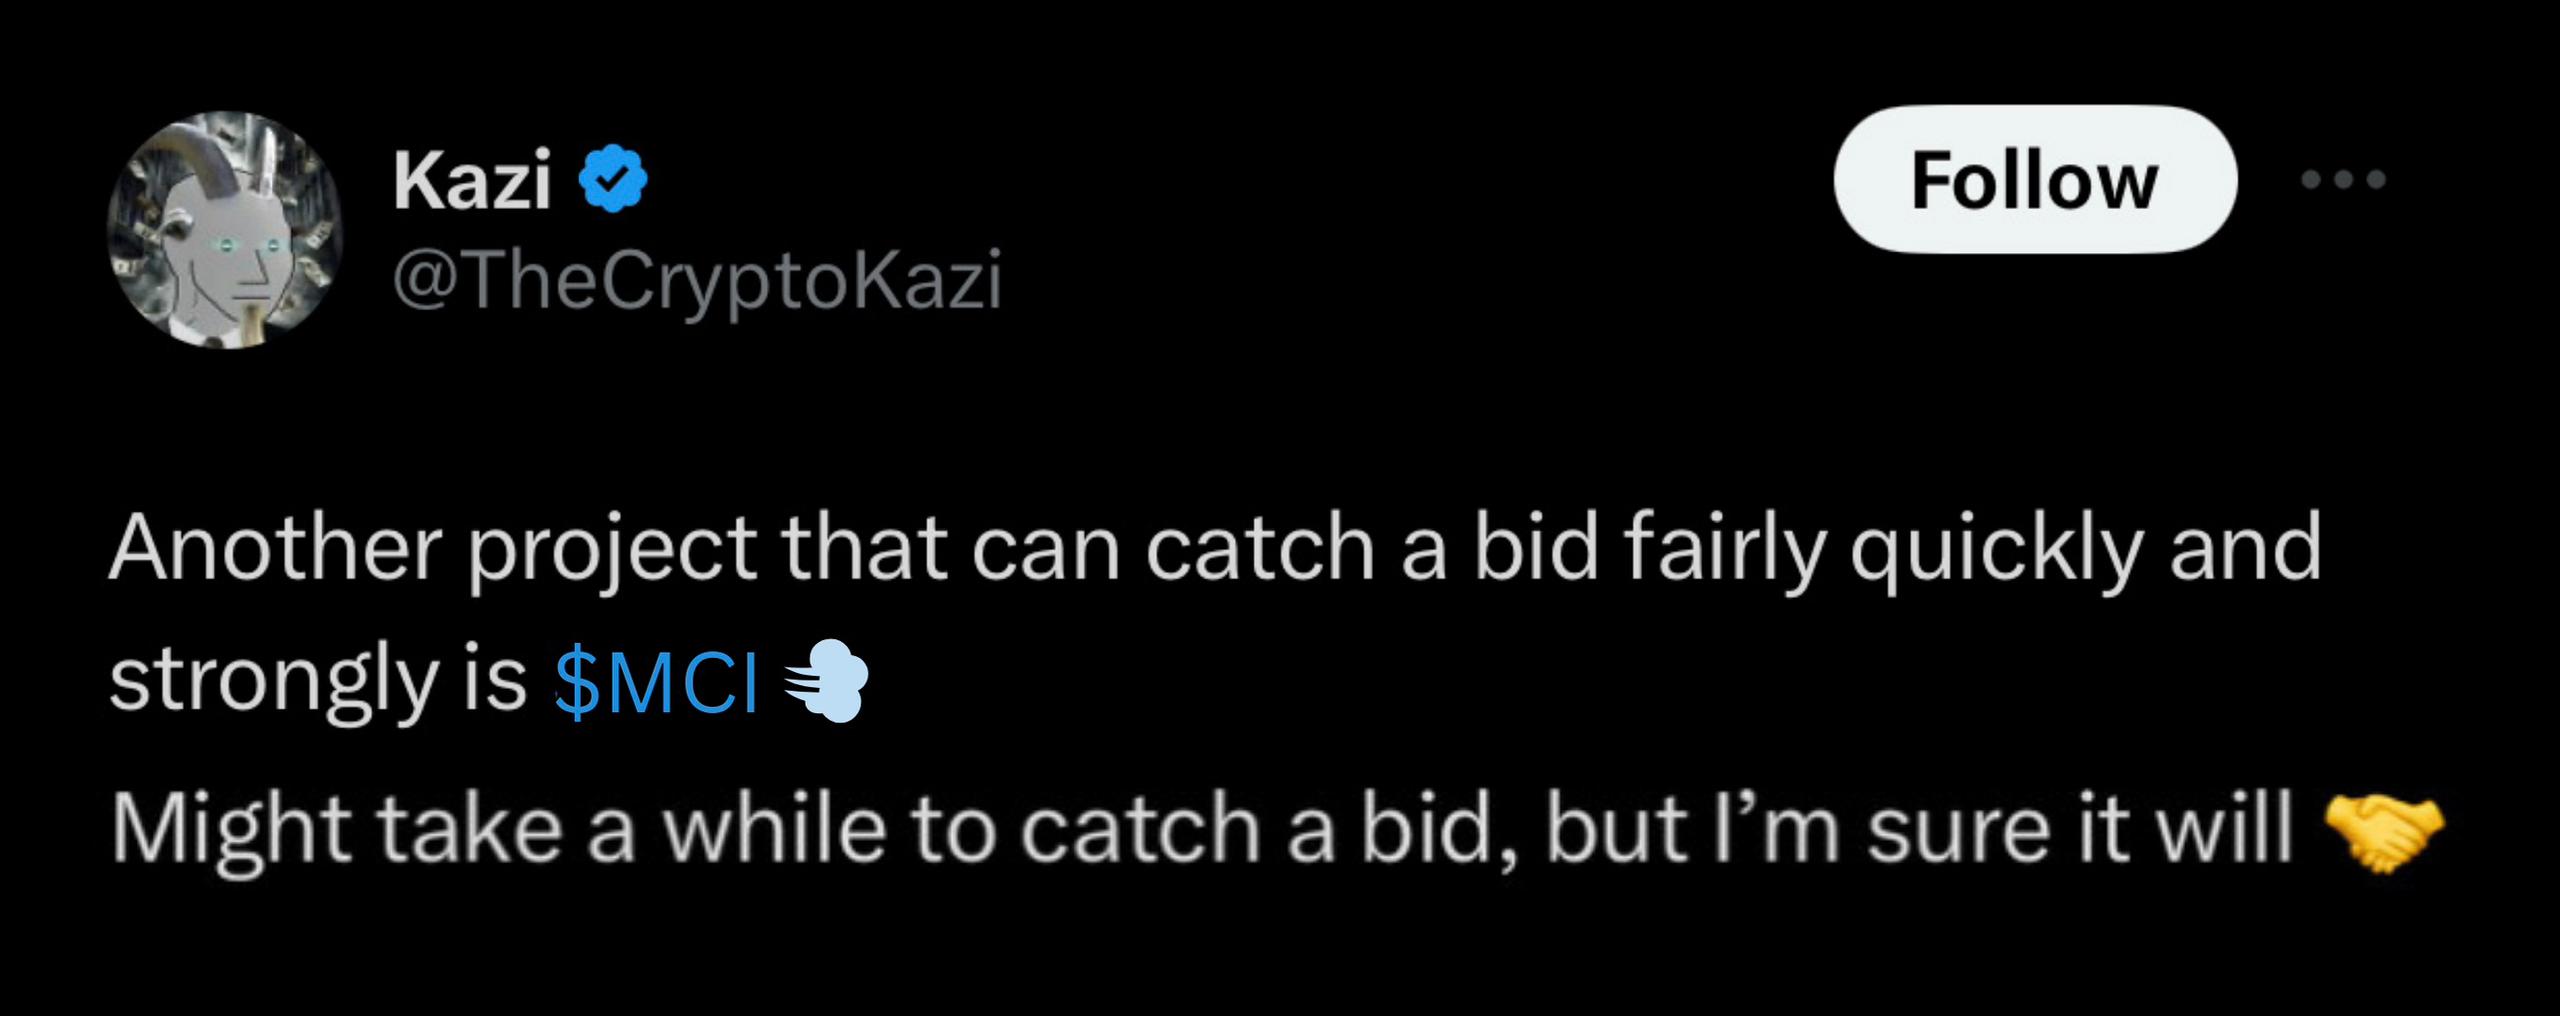 Kazi
Follow
@TheCryptoKazi
Another project that can catch a bid fairly quickly and
strongly is $MCI 💨
Might take a while to catch a bid, but I’m sure it will 🤝